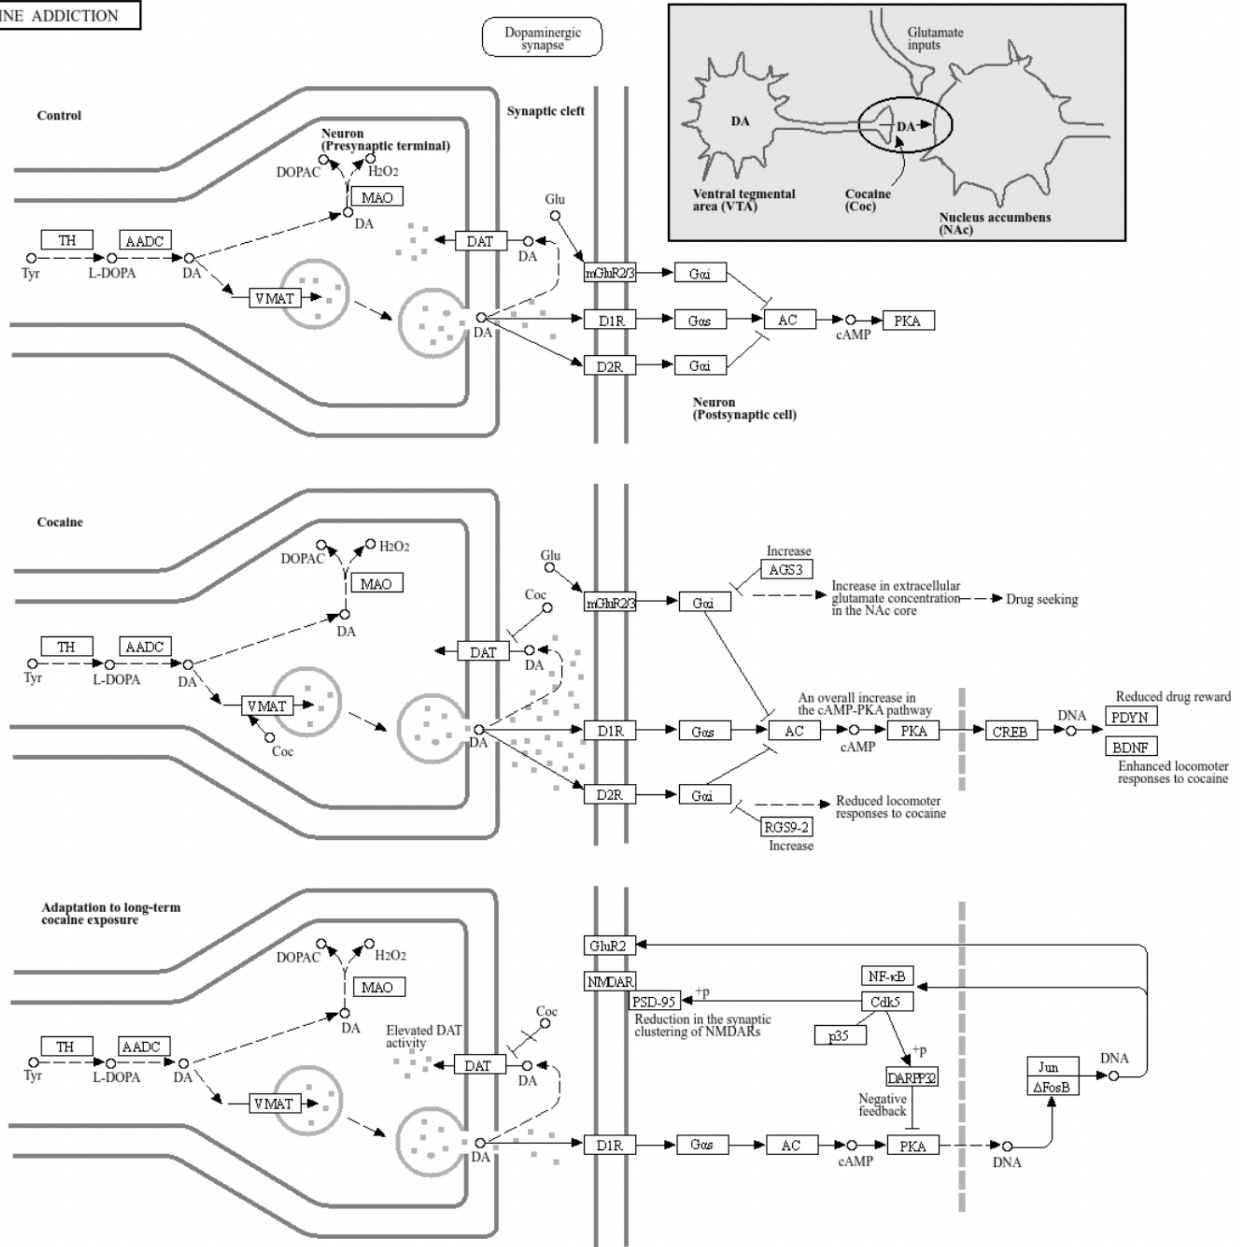 INE ADDICTION
Dopaminergic
synapse
Glutamate
inputs
DA
DA
Ventral tegmental
area (VTA)
Cocaine
(Coc)
Nucleus accumbens
(NAc)
Control
Synaptic cleft
Neuron
(Presynaptic terminal)
DOPAC
H2O2
MAO
DA
Glu
TH
AADC
Tyr
L-DOPA
DA
VMAT
DAT
DA
DA
mGluR2/3
Gαi
D1R
Gαs
AC
cAMP
PKA
D2R
Gαi
Neuron
(Postsynaptic cell)
Cocaine
DOPAC
H2O2
MAO
DA
Glu
Coc
TH
AADC
Tyr
L-DOPA
DA
VMAT
Coc
DAT
DA
DA
mGluR2/3
Gαi
Increase
AGS3
Increase in extracellular
glutamate concentration
in the NAc core
Drug seeking
An overall increase in
the cAMP-PKA pathway
D1R
Gαs
AC
cAMP
PKA
CREB
DNA
Reduced drug reward
PDYN
BDNF
Enhanced locomoter
responses to cocaine
D2R
Gαi
Reduced locomoter
responses to cocaine
RGS9-2
Increase
Adaptation to long-term
cocaine exposure
DOPAC
H2O2
MAO
DA
Elevated DAT
activity
Coc
TH
AADC
Tyr
L-DOPA
DA
VMAT
DAT
DA
DA
GluR2
NMDAR
PSD-95
+p
Reduction in the synaptic
clustering of NMDARs
NF-κB
Cdk5
p35
+p
DARPP32
Negative
feedback
D1R
Gαs
AC
cAMP
PKA
DNA
Jun
ΔFosB
DNA